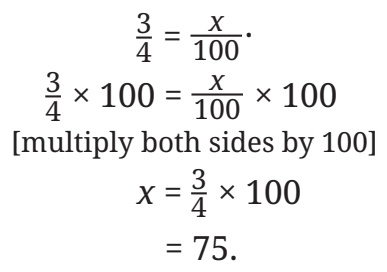 3/4 = x/100.
3/4 × 100 = x/100 × 100
[multiply both sides by 100]
x = 3/4 × 100
= 75.